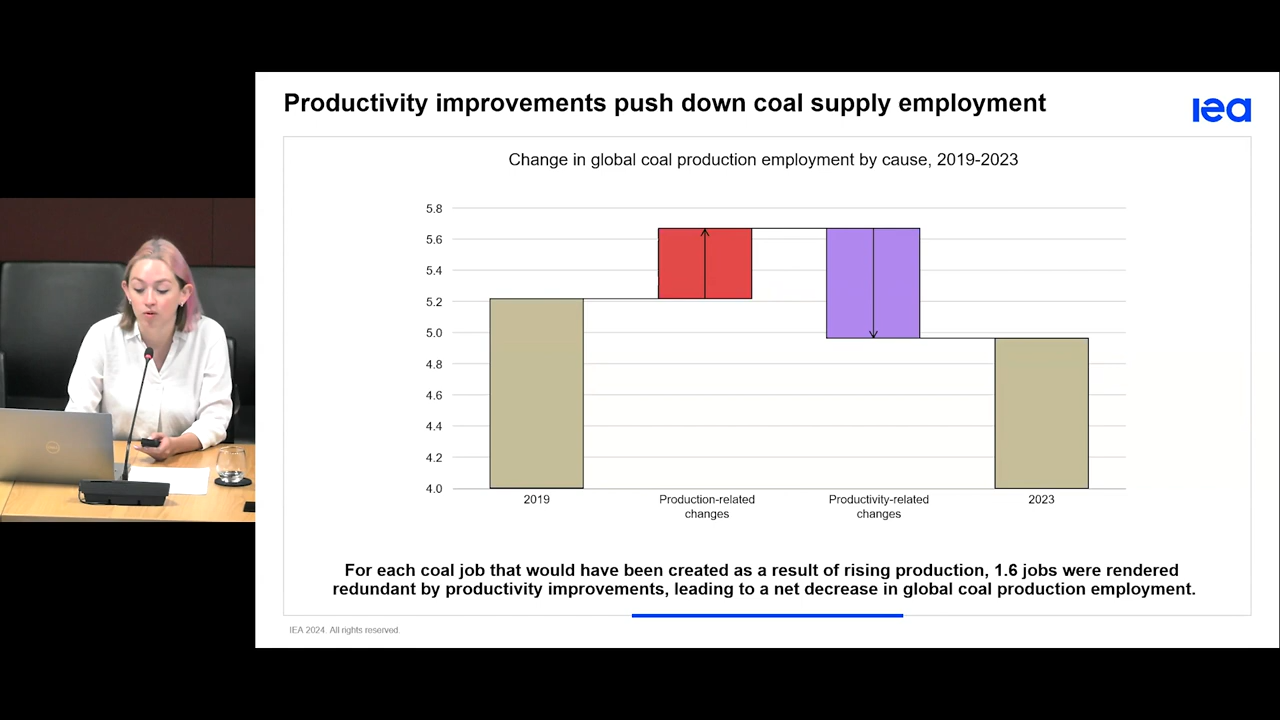 Productivity improvements push down coal supply employment
iea
Change in global coal production employment by cause, 2019-2023
5.8
5.6
5.4
5.2
5.0
4.8
4.6
4.4
4.2
4.0
2019
Production-related
changes
Productivity-related
changes
2023
For each coal job that would have been created as a result of rising production, 1.6 jobs were rendered
redundant by productivity improvements, leading to a net decrease in global coal production employment.
IEA 2024. All rights reserved.